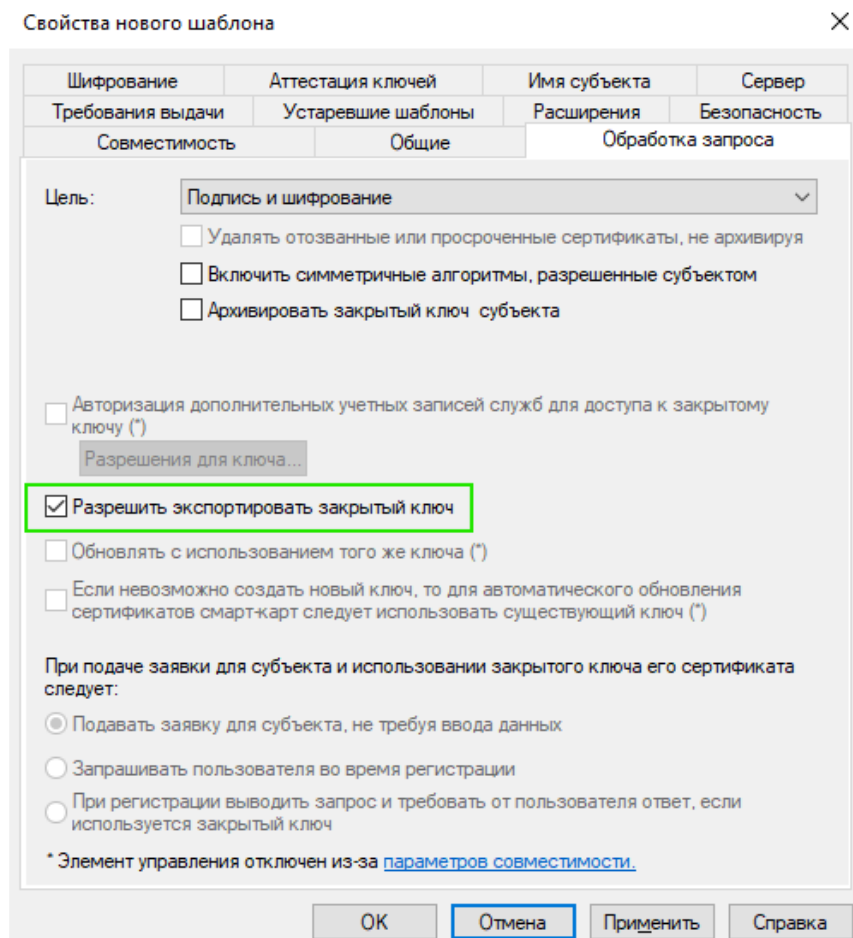 Свойства нового шаблона
Шифрование Аттестация ключей Имя субъекта Сервер
Требования выдачи Устаревшие шаблоны Расширения Безопасность
Совместимость Общие Обработка запроса
Цель: Подпись и шифрование
Удалять отозванные или просроченные сертификаты, не архивируя
Включить симметричные алгоритмы, разрешенные субъектом
Архивировать закрытый ключ субъекта
Авторизация дополнительных учетных записей служб для доступа к закрытому
ключу (*)
Разрешения для ключа...
Разрешить экспортировать закрытый ключ
Обновлять с использованием того же ключа (*)
Если невозможно создать новый ключ, то для автоматического обновления
сертификатов смарт-карт следует использовать существующий ключ (*)
При подаче заявки для субъекта и использовании закрытого ключа его сертификата
следует:
Подавать заявку для субъекта, не требуя ввода данных
Запрашивать пользователя во время регистрации
При регистрации выводить запрос и требовать от пользователя ответ, если
используется закрытый ключ
* Элемент управления отключен из-за параметров совместимости.
ОК Отмена Применить Справка